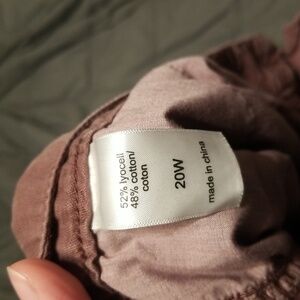 52% lyocell
48% cotton/
coton
20W
made in china